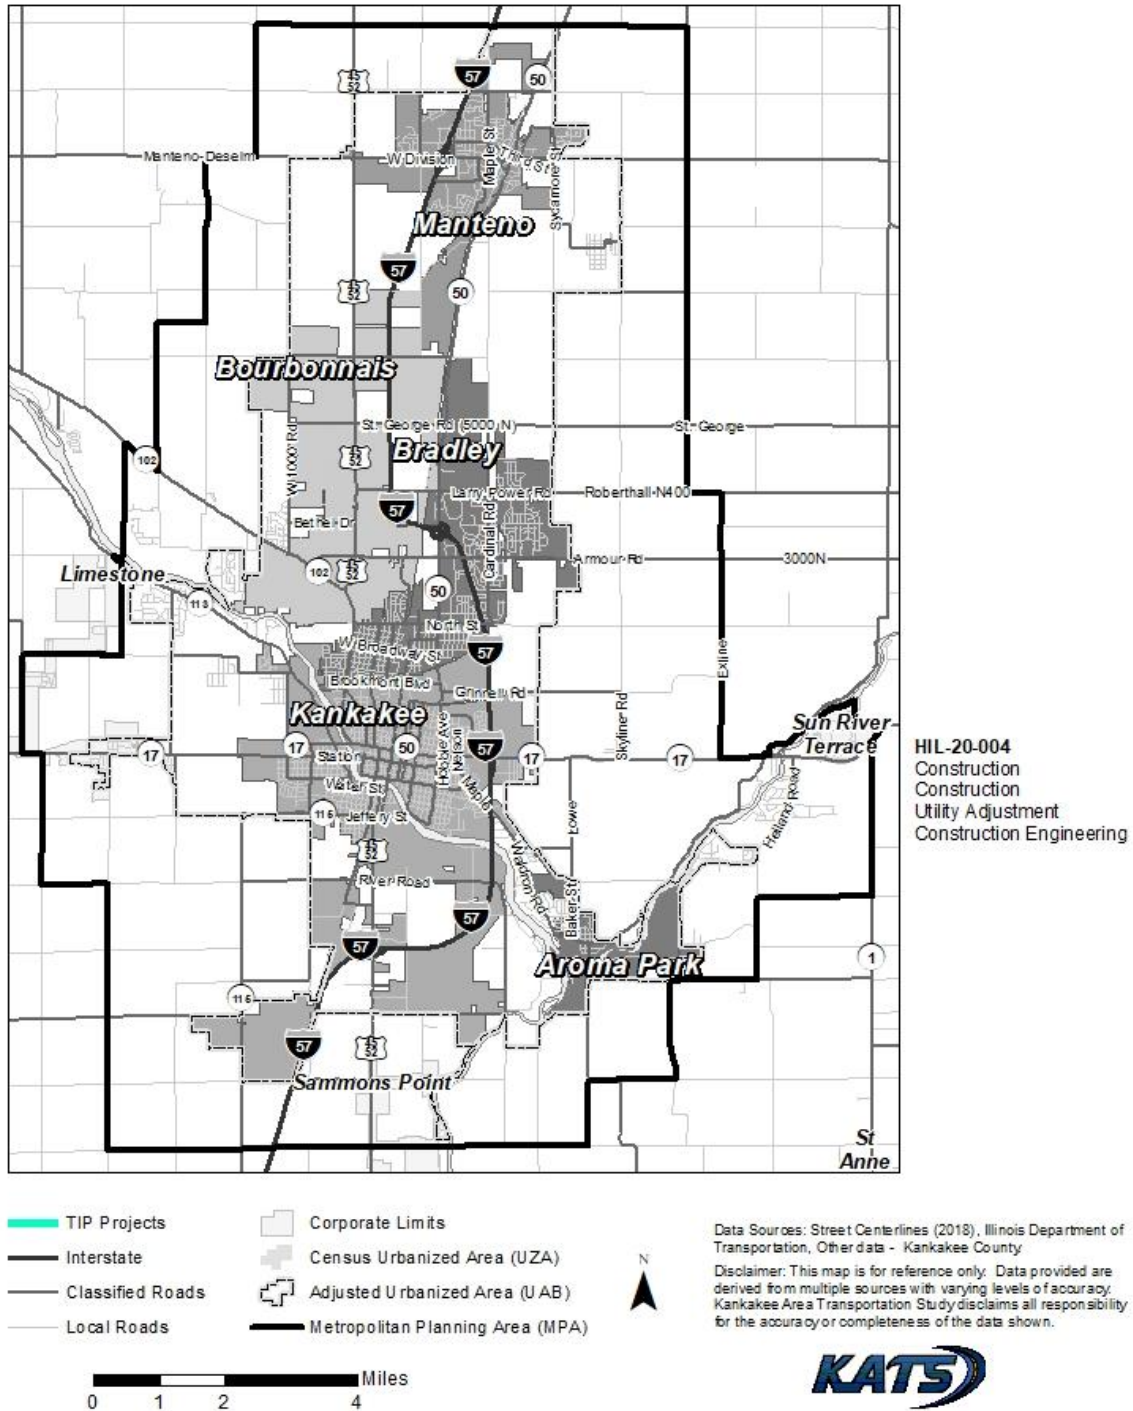 57
45
52
50
Manteno-Deselm
W Division
Maple St
Third St
Sycamore St
Manteno
57
45
52
50
Bourbonnais
St. George Rd (5000 N)
St. George
Bradley
W 1000 Rd
45
52
102
Larry Power Rd
Roberthall-N400
57
Bethel Dr
Cardinal Rd
Armour Rd
3000N
Limestone
102
45
52
50
113
North St
W Broadway St
57
Brookmont Blvd
Grinnell Rd
Exline
Skyline Rd
Kankakee
Sun River
Terrace
17
17
Station
50
Hobbie Ave
Nelson
57
17
17
Water St
Maple
115
Jeffery St
Lowe
Heiland Road
45
52
Waldron Rd
River Road
Baker St
57
57
Aroma Park
1
115
57
45
52
Sammons Point
St
Anne
HIL-20-004
Construction
Construction
Utility Adjustment
Construction Engineering
TIP Projects
Interstate
Classified Roads
Local Roads
Corporate Limits
Census Urbanized Area (UZA)
Adjusted Urbanized Area (UAB)
Metropolitan Planning Area (MPA)
N
Data Sources: Street Centerlines (2018), Illinois Department of
Transportation, Other data - Kankakee County
Disclaimer: This map is for reference only. Data provided are
derived from multiple sources with varying levels of accuracy.
Kankakee Area Transportation Study disclaims all responsibility
for the accuracy or completeness of the data shown.
KATS
Miles
0 1 2 4